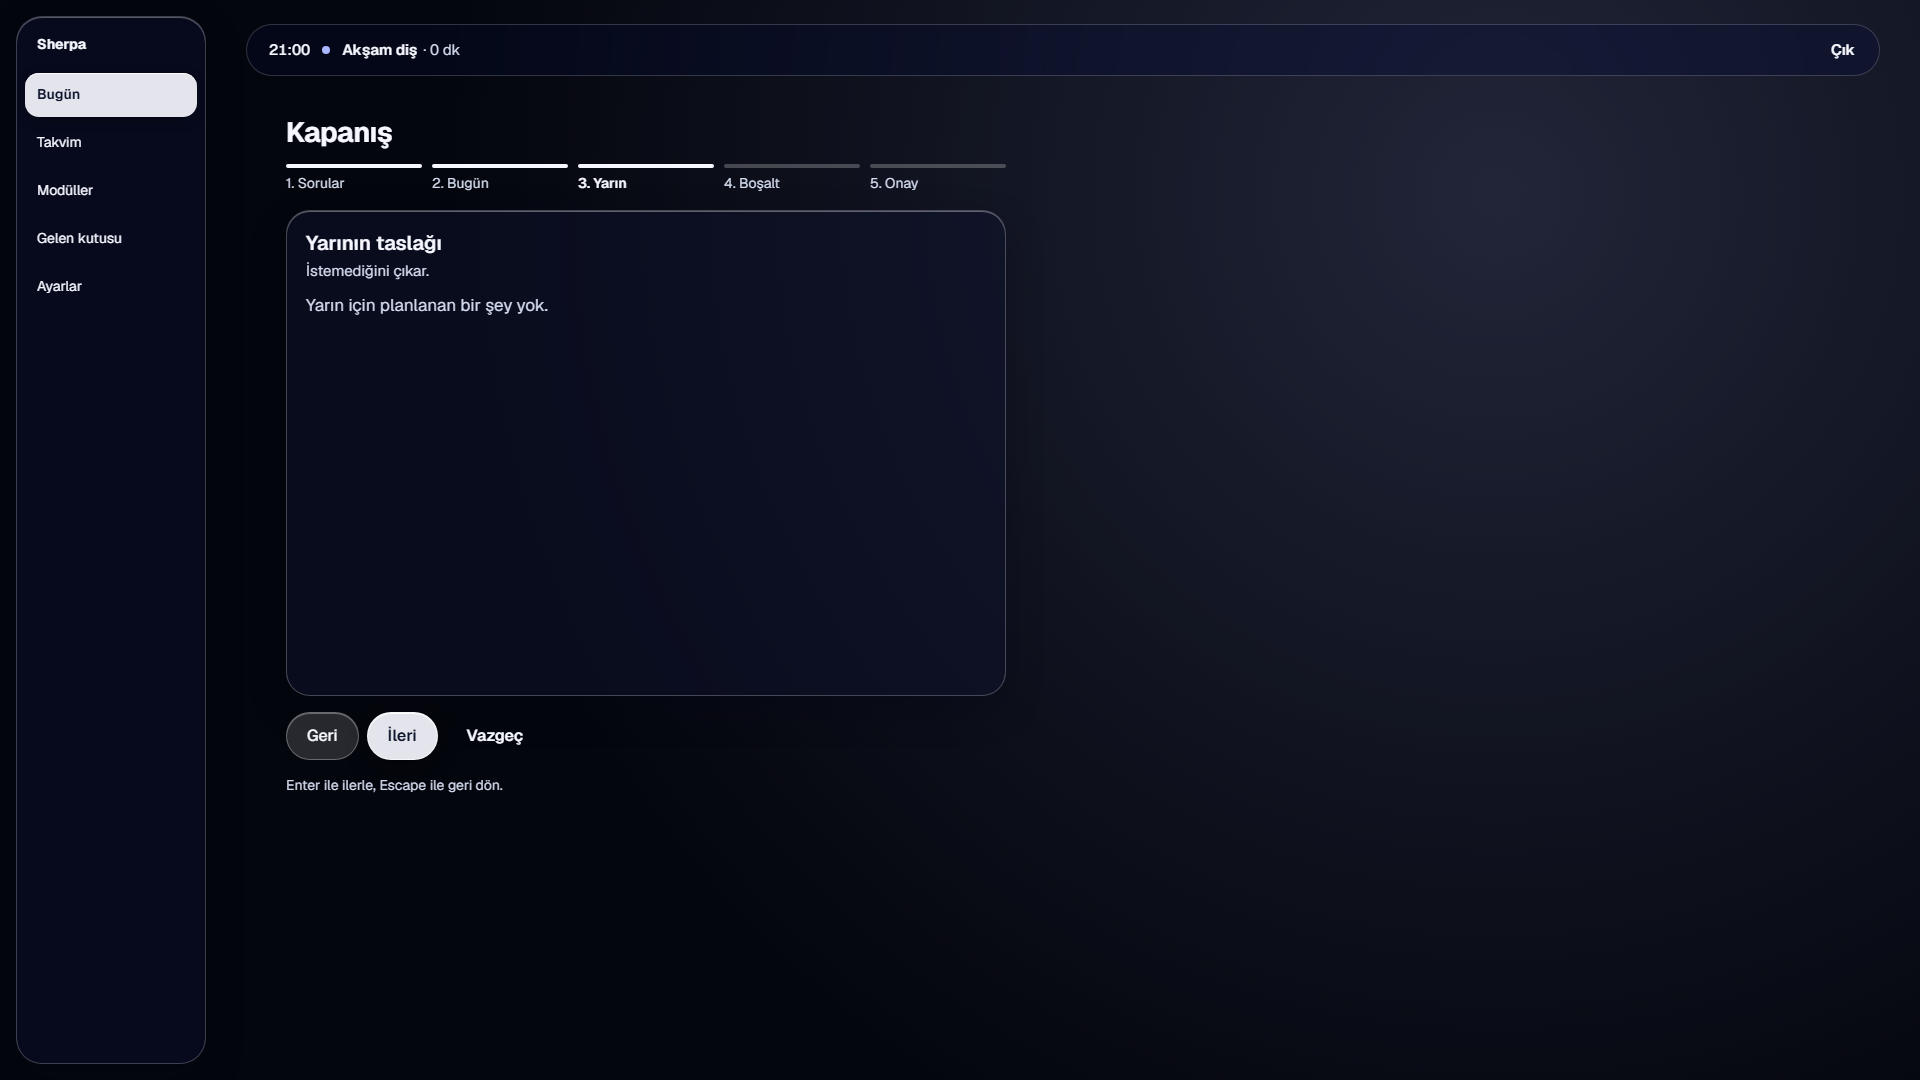 Sherpa
Bugün
Takvim
Modüller
Gelen kutusu
Ayarlar
21:00 Akşam diş · 0 dk
Çık
Kapanış
1. Sorular
2. Bugün
3. Yarın
4. Boşalt
5. Onay
Yarının taslağı
İstemediğini çıkar.
Yarın için planlanan bir şey yok.
Geri
İleri
Vazgeç
Enter ile ilerle, Escape ile geri dön.